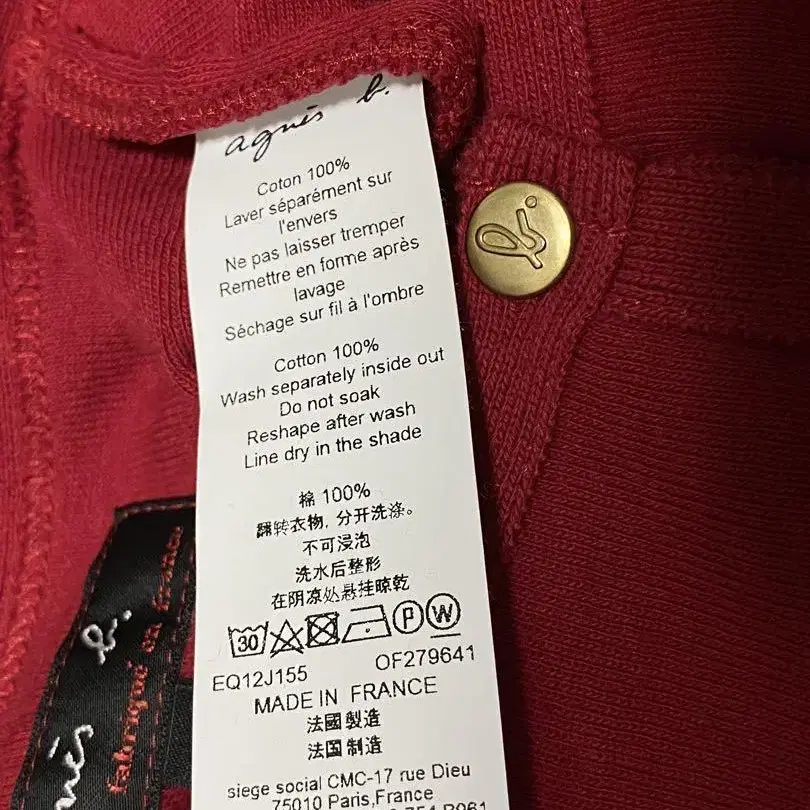 agnès b.
Coton 100%
Laver séparément sur
l'envers
Ne pas laisser tremper
Remettre en forme après
lavage
Séchage sur fil à l'ombre
Cotton 100%
Wash separately inside out
Do not soak
Reshape after wash
Line dry in the shade
棉 100%
翻转衣物, 分开洗涤。
不可浸泡
洗水后整形
在阴凉处悬挂晾乾
30 P W
EQ12J155 OF279641
MADE IN FRANCE
法國製造
法国制造
siege social CMC-17 rue Dieu
75010 Paris,France
b.
b.
fabriqué en france